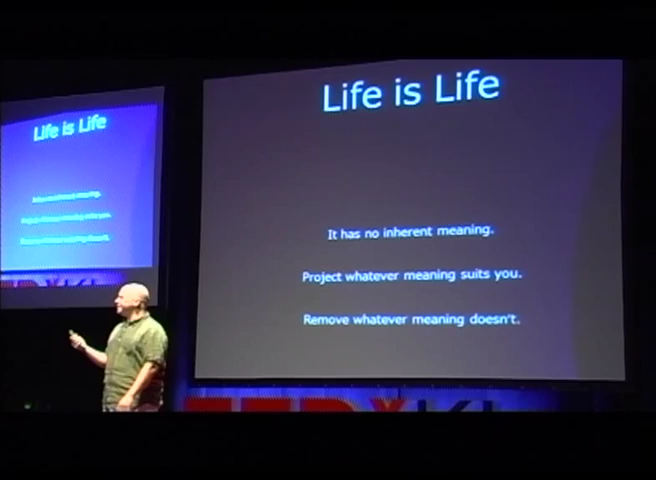 Life is Life
It has no inherent meaning.
Project whatever meaning suits you.
Remove whatever meaning doesn't.
Life is Life
TEDxKL